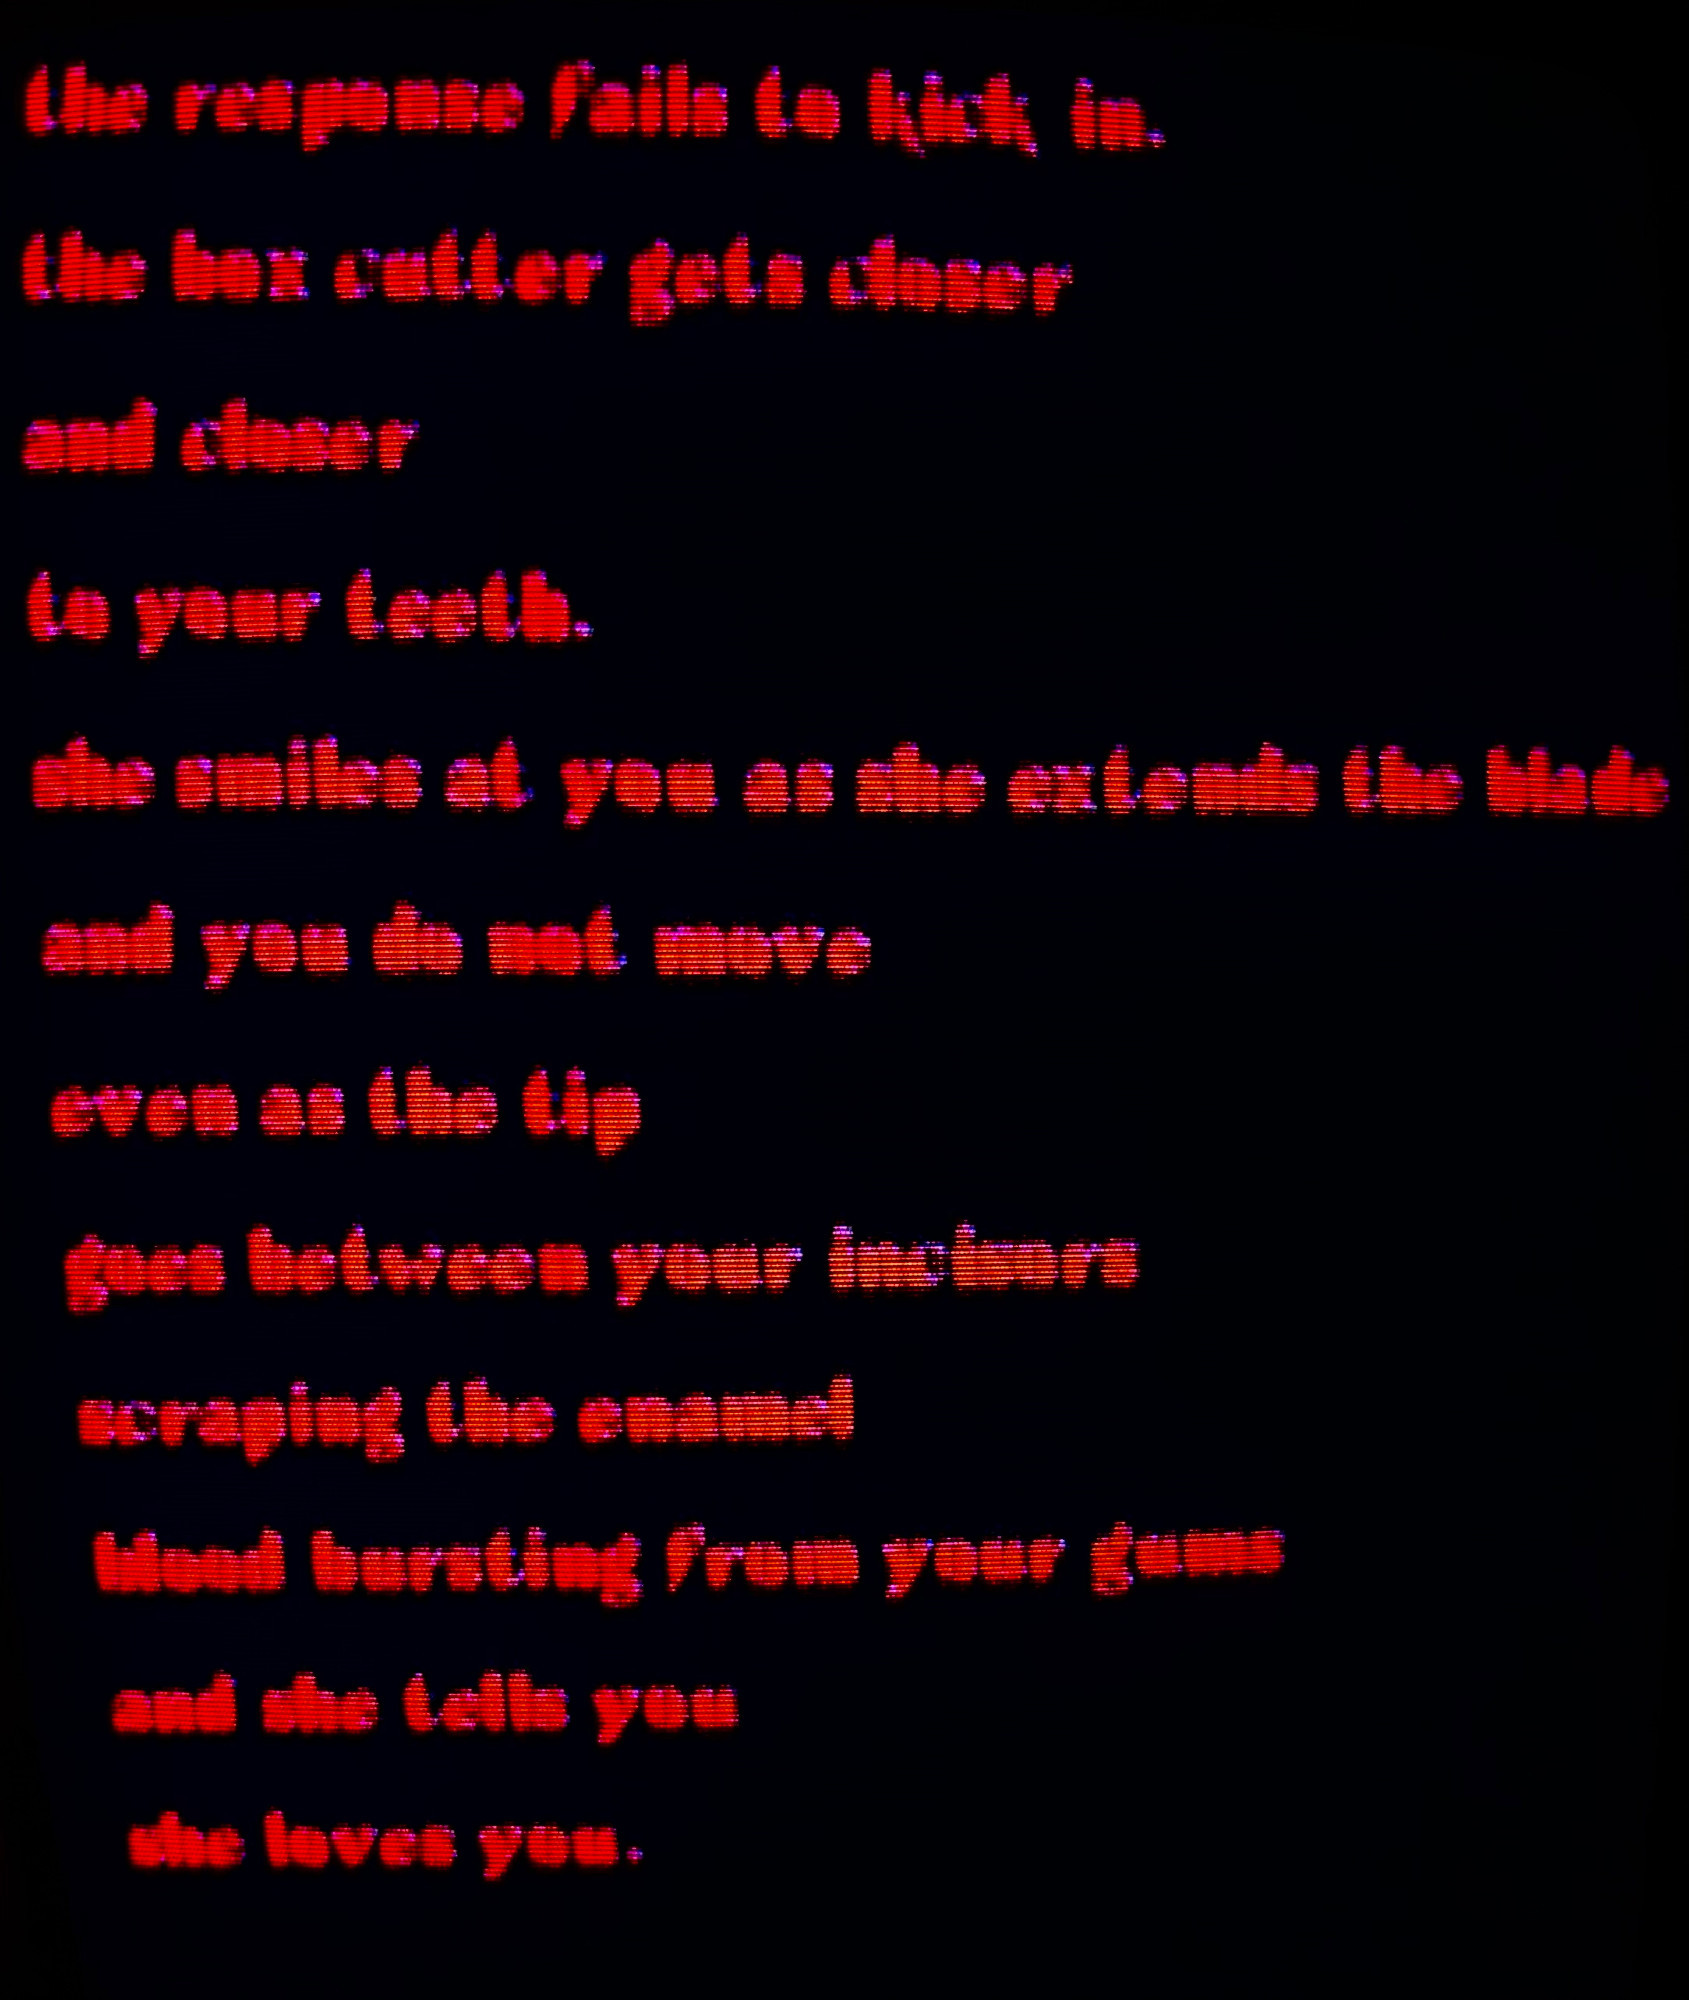 the response fails to kick in.
the box cutter gets closer
and closer
to your teeth.
she smiles at you as she extends the blade
and you do not move
even as the tip
goes between your incisors
scraping the enamel
blood bursting from your gums
and she tells you
she loves you.